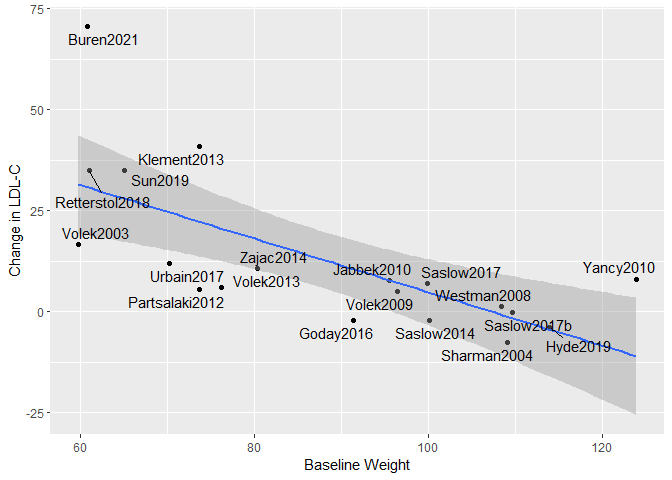 75
Buren2021
50
Klement2013
Sun2019
Retterstol2018
25
Volek2003
Zajac2014
Urbain2017
Volek2013
Jabbek2010
Saslow2017
Yancy2010
Partsalaki2012
Volek2009
Westman2008
0
Goday2016
Saslow2014
Saslow2017b
Sharman2004
Hyde2019
-25
60
80
100
120
Baseline Weight
Change in LDL-C